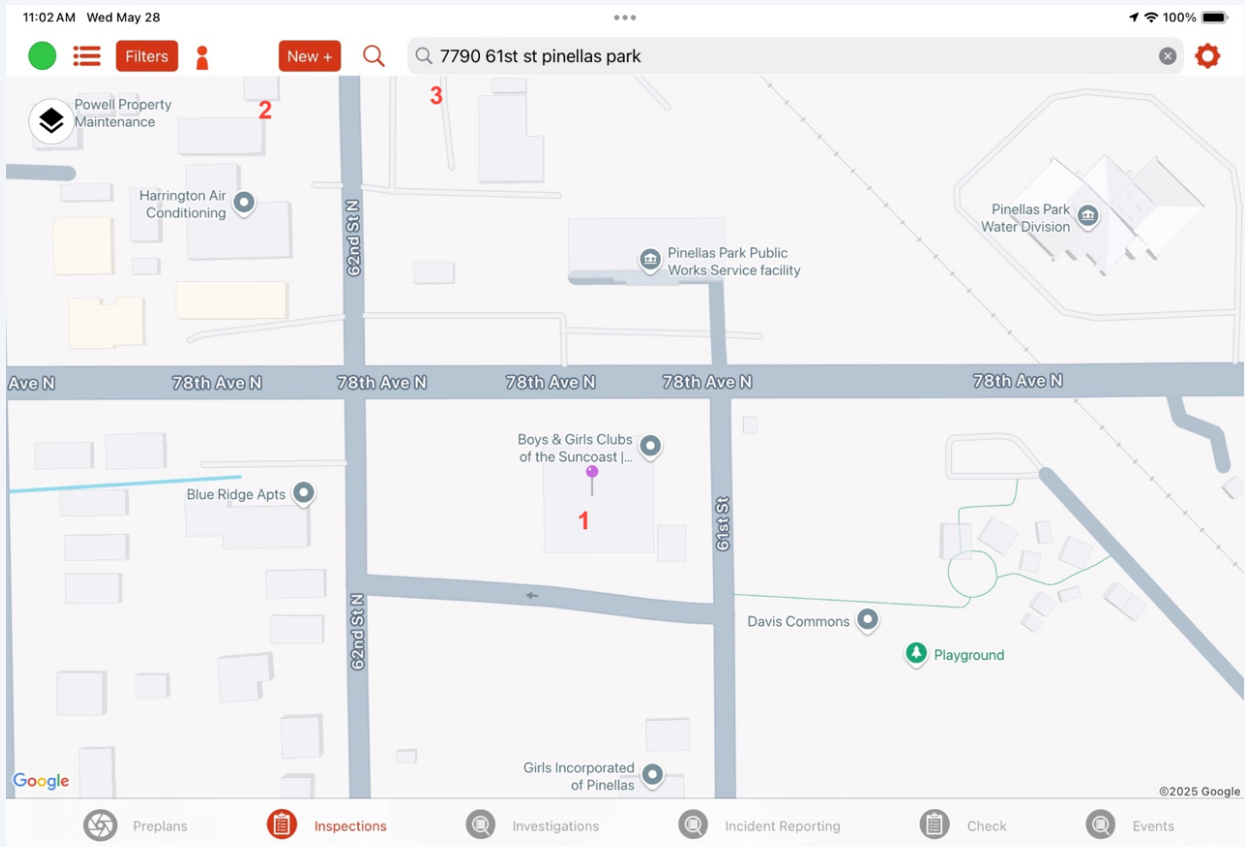 11:02 AM Wed May 28
100%
Filters
New +
7790 61st st pinellas park
Powell Property
Maintenance
2
3
Harrington Air
Conditioning
62nd St N
Pinellas Park
Water Division
Pinellas Park Public
Works Service facility
Ave N
78th Ave N
78th Ave N
78th Ave N
78th Ave N
78th Ave N
Boys & Girls Clubs
of the Suncoast |...
Blue Ridge Apts
1
61st St
62nd St N
Davis Commons
Playground
Girls Incorporated
of Pinellas
Google
©2025 Google
Preplans
Inspections
Investigations
Incident Reporting
Check
Events